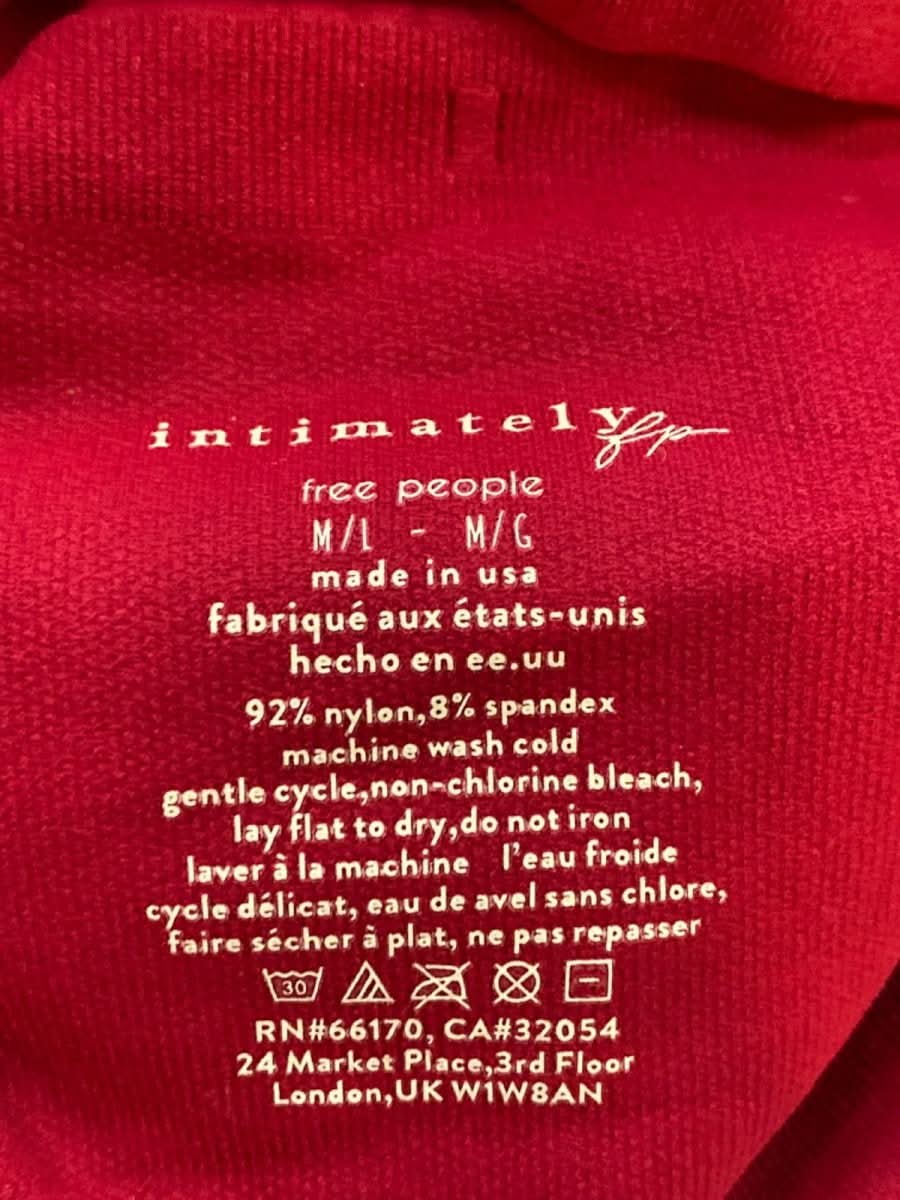 intimately fp
free people
M/L - M/G
made in usa
fabriqué aux états-unis
hecho en ee.uu
92% nylon,8% spandex
machine wash cold
gentle cycle,non-chlorine bleach,
lay flat to dry,do not iron
laver à la machine l'eau froide
cycle délicat, eau de avel sans chlore,
faire sécher à plat, ne pas repasser
30
RN#66170, CA#32054
24 Market Place,3rd Floor
London,UK W1W8AN